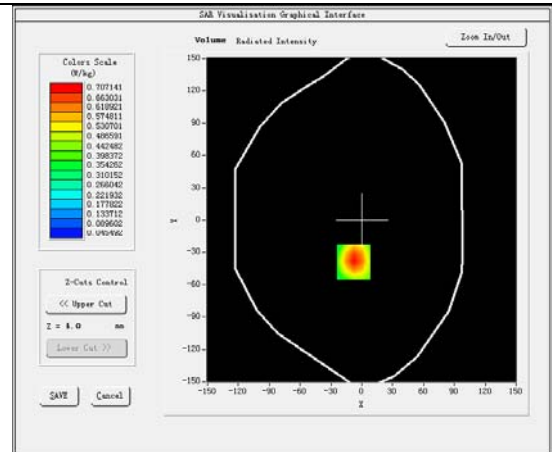 SAR Visualisation Graphical Interface
Volume Radiated Intensity
Zoom In/Out
Colors Scale
(W/kg)
0.707141
0.663031
0.618921
0.574811
0.530701
0.486591
0.442482
0.398372
0.354262
0.310152
0.266042
0.221932
0.177822
0.133712
0.089602
0.045492
Z-Cuts Control
<< Upper Cut
Z = 4.0 mm
Lower Cut >>
SAVE Cancel
150
120
90
60
30
0
-30
-60
-90
-120
-150
Y
-150 -120 -90 -60 -30 0 30 60 90 120 150
X